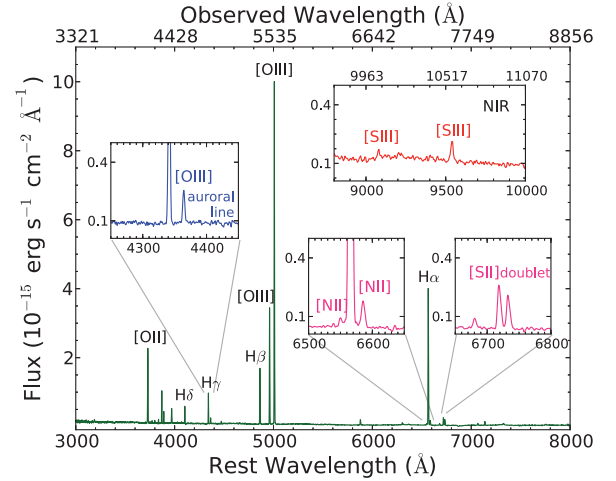 Observed Wavelength (Å)
3321 4428 5535 6642 7749 8856
Flux (10⁻¹⁵ erg s⁻¹ cm⁻² Å⁻¹)
10
8
6
4
2
[OIII]
9963 10517 11070
0.4
NIR
[SIII]
[SIII]
0.1
9000 9500 10000
0.4
[OIII]
auroral
line
0.1
4300 4400
[OIII]
[OII]
Hβ
Hδ
Hγ
0.4
[NII]
[NII]
0.1
6500 6550 6600
Hα
0.4
[SII]doublet
0.1
6700 6800
3000 4000 5000 6000 7000 8000
Rest Wavelength (Å)